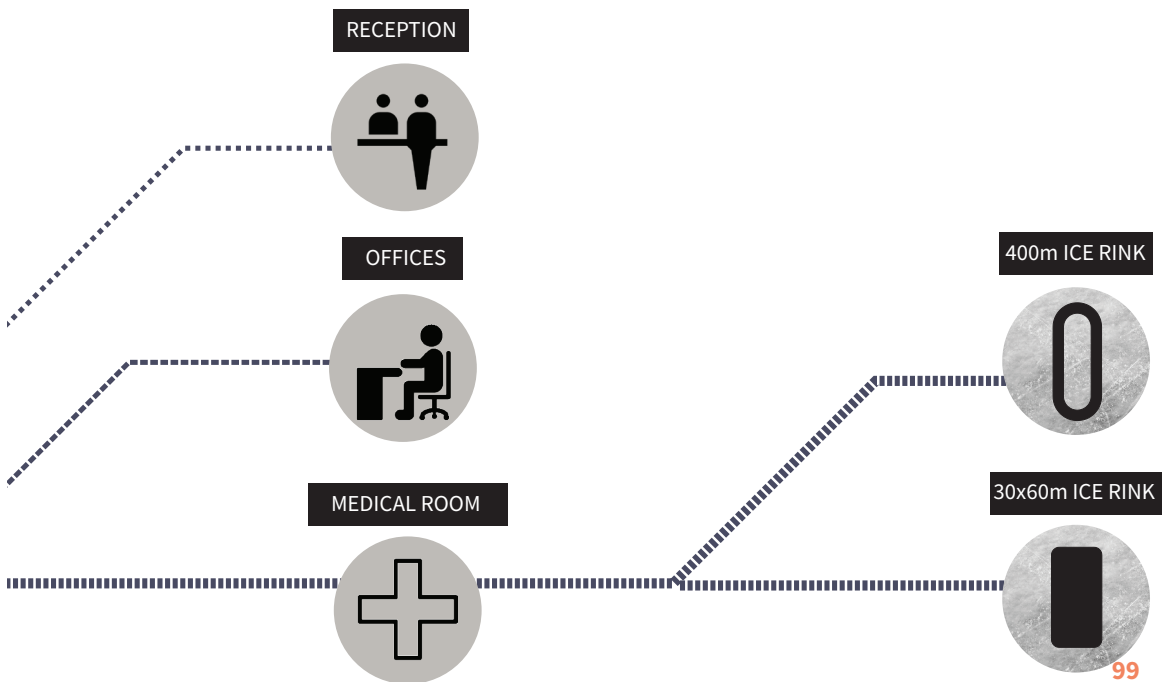 RECEPTION
OFFICES
400m ICE RINK
MEDICAL ROOM
30x60m ICE RINK
99